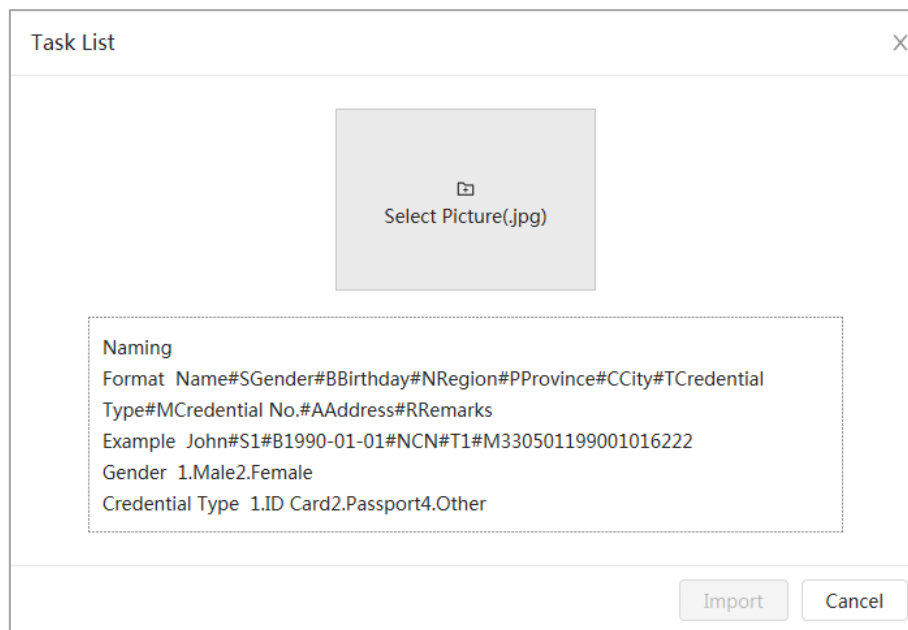 Task List
Select Picture(.jpg)
Naming
Format  Name#SGender#BBirthday#NRegion#PProvince#CCity#TCredential
Type#MCredential No.#AAddress#RRemarks
Example  John#S1#B1990-01-01#NCN#T1#M330501199001016222
Gender  1.Male2.Female
Credential Type  1.ID Card2.Passport4.Other
Import
Cancel